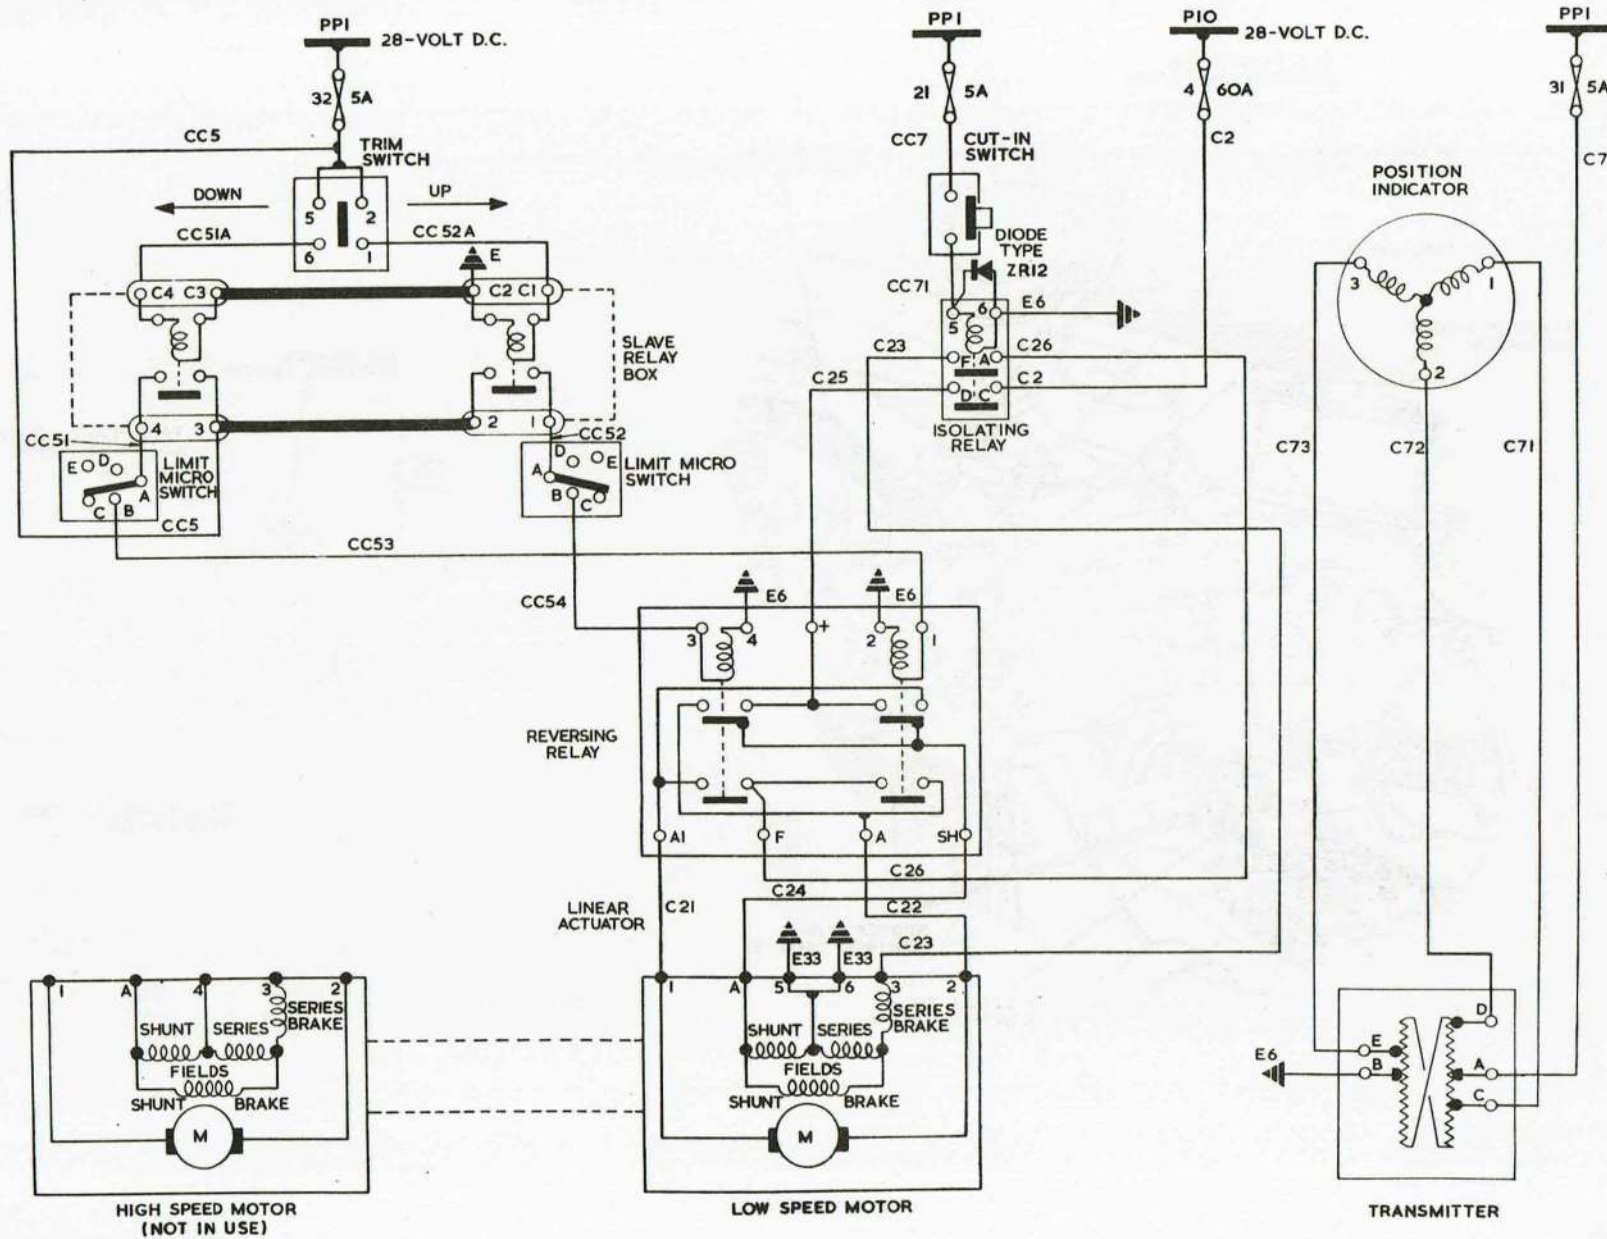 PP1
28-VOLT D.C.
32 5A
CC5
TRIM
SWITCH
DOWN
UP
5 2
6 1
CC51A
CC52A
E
C4 C3
C2 C1
SLAVE
RELAY
BOX
4 3
2 1
CC51
CC52
E D
A
C B
LIMIT
MICRO
SWITCH
CC5
D E
A
B C
LIMIT MICRO
SWITCH
CC53
CC54
PP1
21 5A
CC7
CUT-IN
SWITCH
DIODE
TYPE
ZR12
CC71
5 6
E6
C23
F A
C26
C25
D C
C2
ISOLATING
RELAY
P10
28-VOLT D.C.
4 60A
C2
PP1
31 5A
C7
POSITION
INDICATOR
3 1
2
C73
C72
C71
E6
E6
3 4 + 2 1
REVERSING
RELAY
A1 F A SH
C26
C24
C22
C21
C23
LINEAR
ACTUATOR
E33 E33
1 A 4 3 2
SERIES
BRAKE
SHUNT SERIES
FIELDS
SHUNT BRAKE
M
HIGH SPEED MOTOR
(NOT IN USE)
1 A 5 6 3 2
SERIES
BRAKE
SHUNT SERIES
FIELDS
SHUNT BRAKE
M
LOW SPEED MOTOR
D
E
E6
B A
C
TRANSMITTER